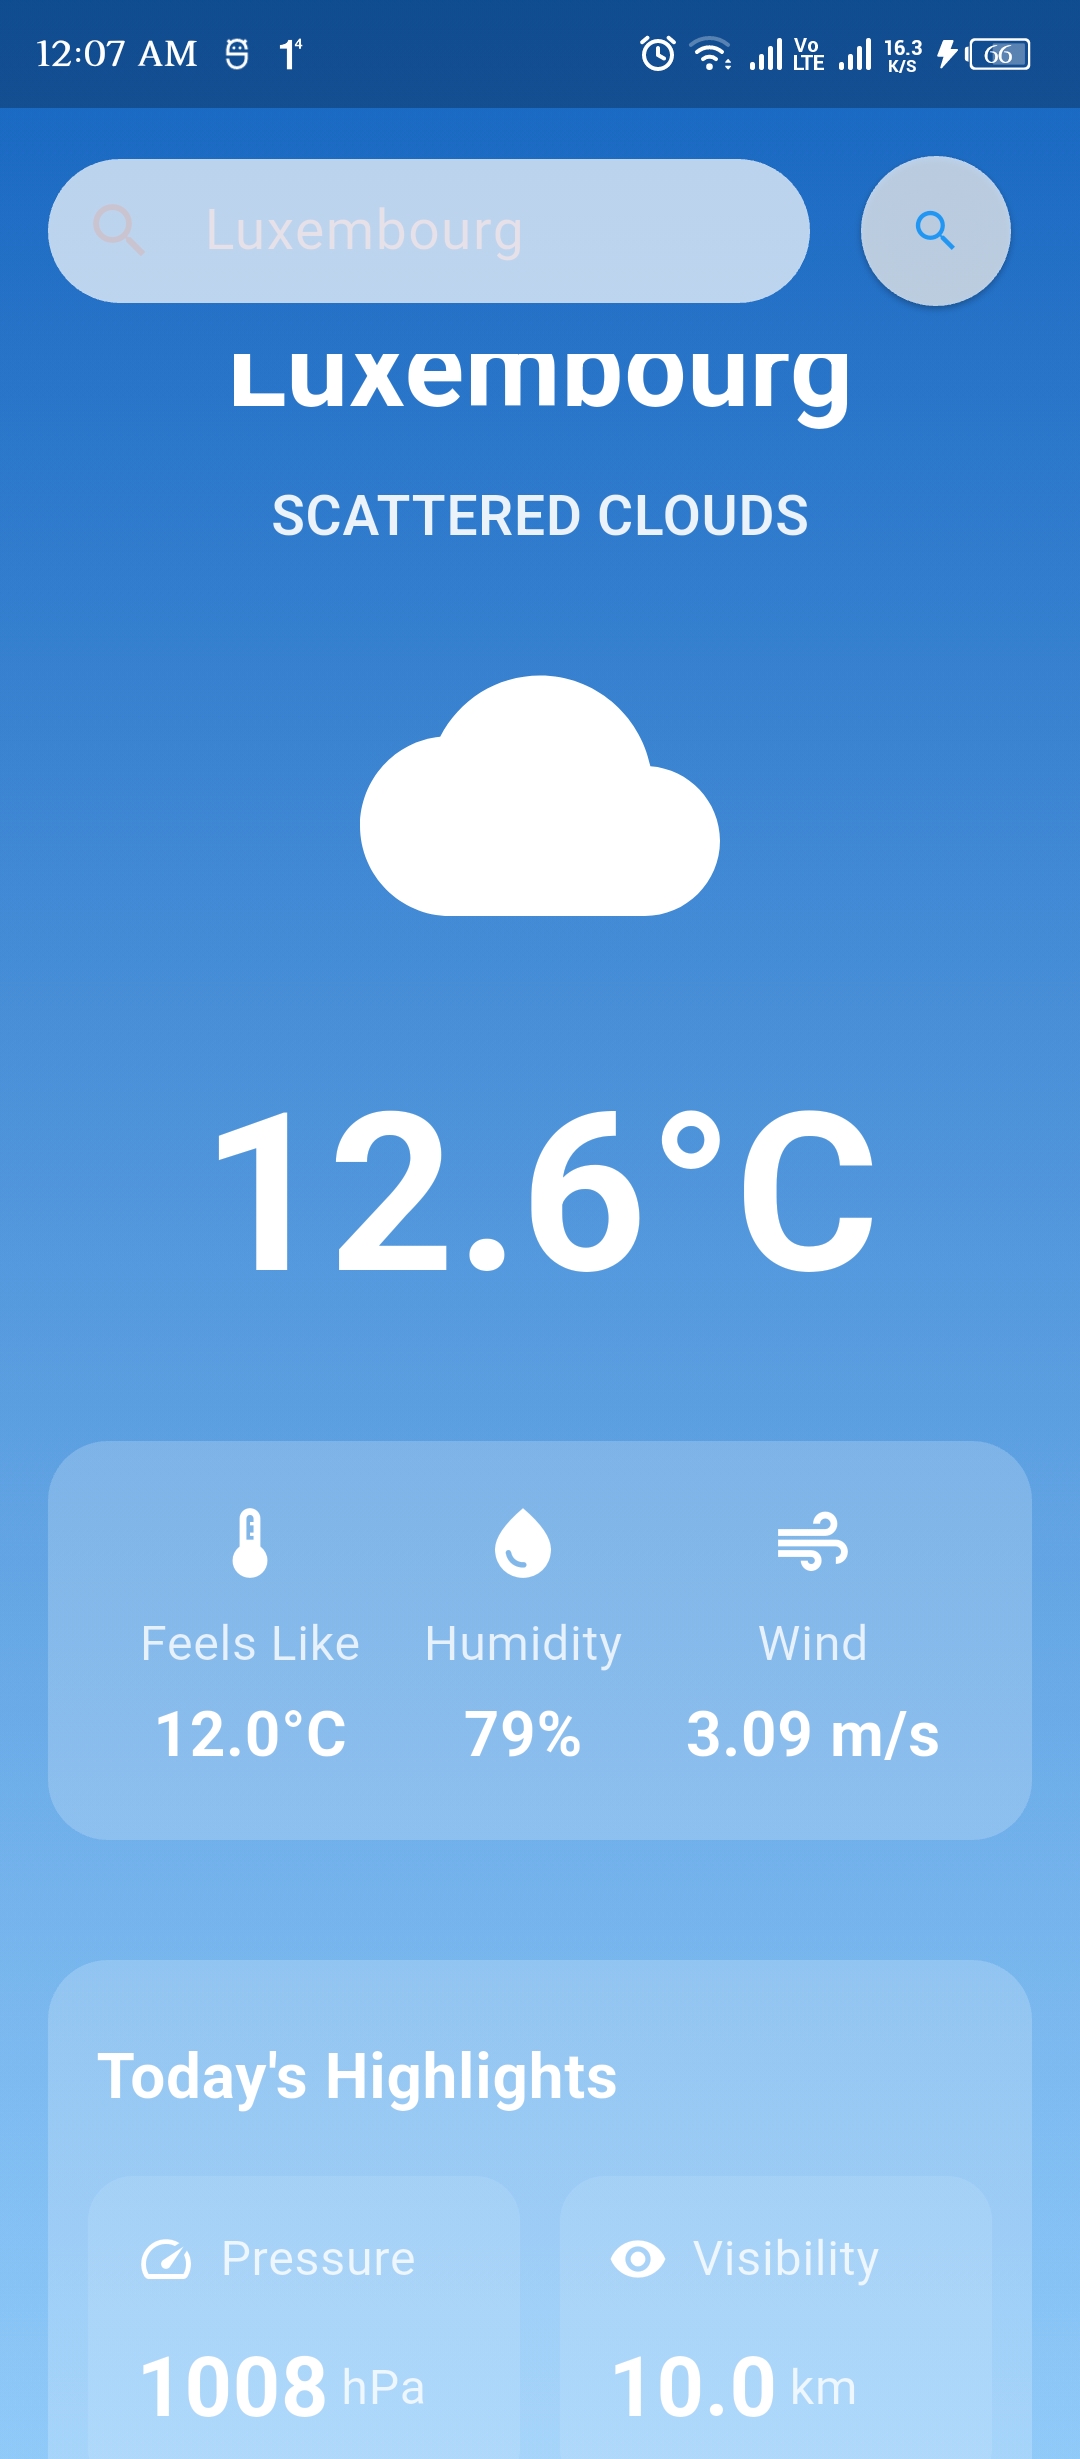 12:07 AM 1⁴ Vo LTE 16.3 K/S 66
Luxembourg
Luxembourg
SCATTERED CLOUDS
12.6°C
Feels Like Humidity Wind
12.0°C 79% 3.09 m/s
Today's Highlights
Pressure Visibility
1008 hPa 10.0 km